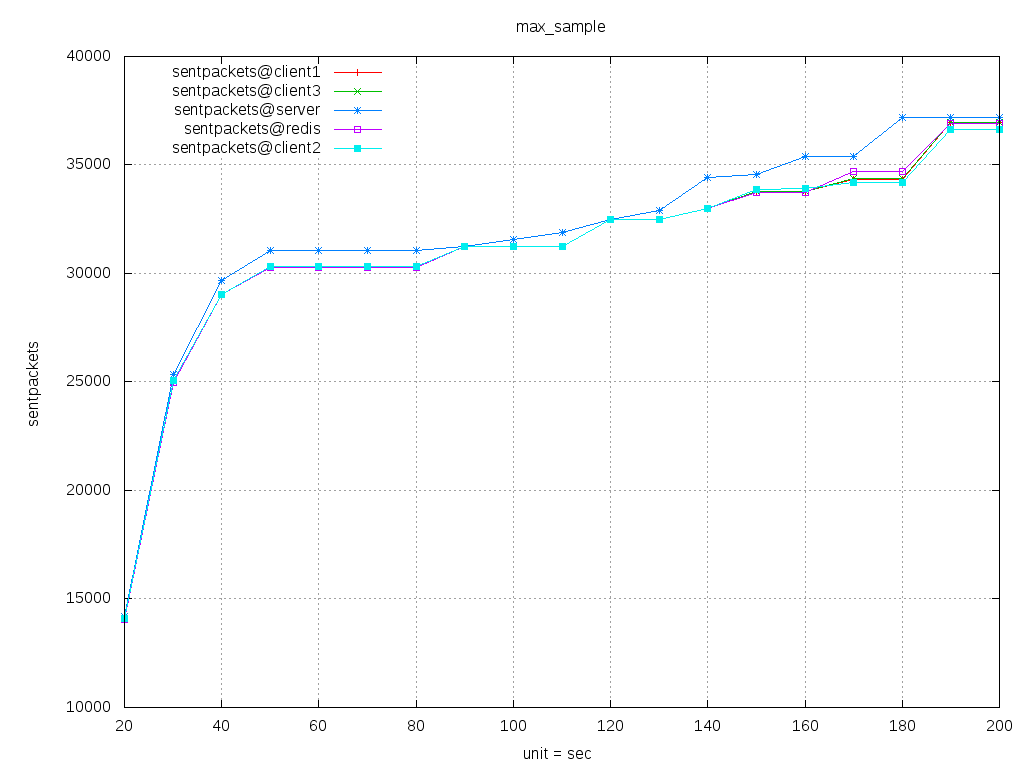 max_sample
40000
35000
30000
25000
20000
15000
10000
sentpackets
sentpackets@client1
sentpackets@client3
sentpackets@server
sentpackets@redis
sentpackets@client2
20 40 60 80 100 120 140 160 180 200
unit = sec